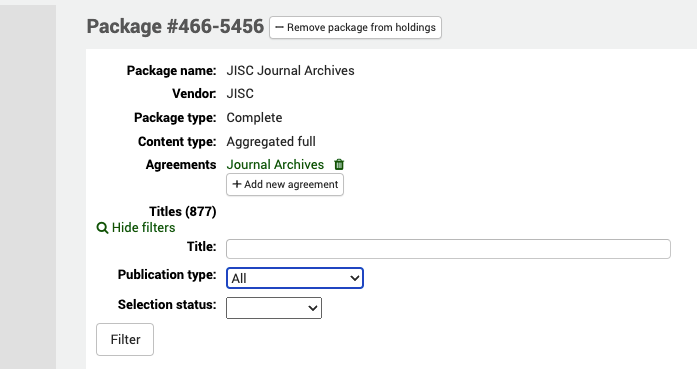 Package #466-5456 − Remove package from holdings
Package name: JISC Journal Archives
Vendor: JISC
Package type: Complete
Content type: Aggregated full
Agreements Journal Archives
+ Add new agreement
Titles (877)
Hide filters
Title:
Publication type: All
Selection status:
Filter